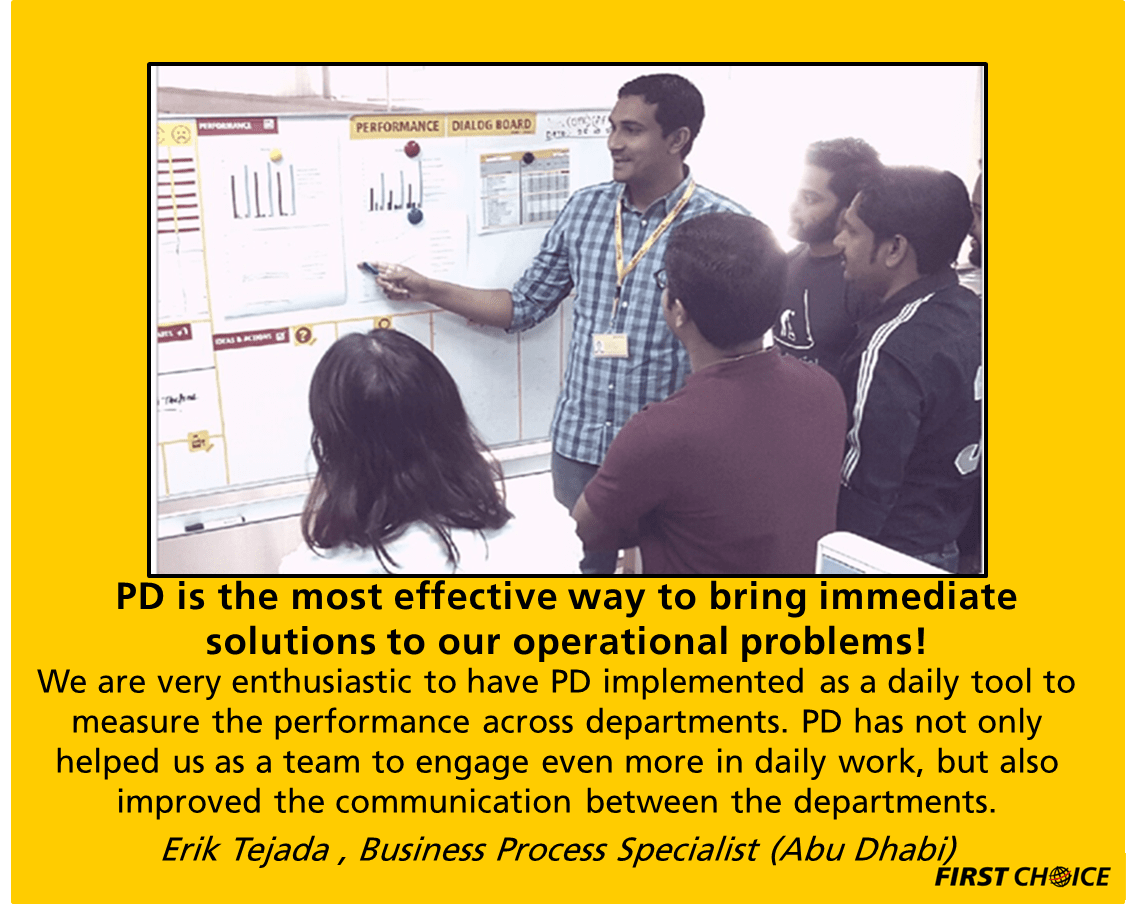 PERFORMANCE
PERFORMANCE DIALOG BOARD
IDEAS & ACTIONS
PD is the most effective way to bring immediate
solutions to our operational problems!
We are very enthusiastic to have PD implemented as a daily tool to
measure the performance across departments. PD has not only
helped us as a team to engage even more in daily work, but also
improved the communication between the departments.
Erik Tejada , Business Process Specialist (Abu Dhabi)
FIRST CHOICE